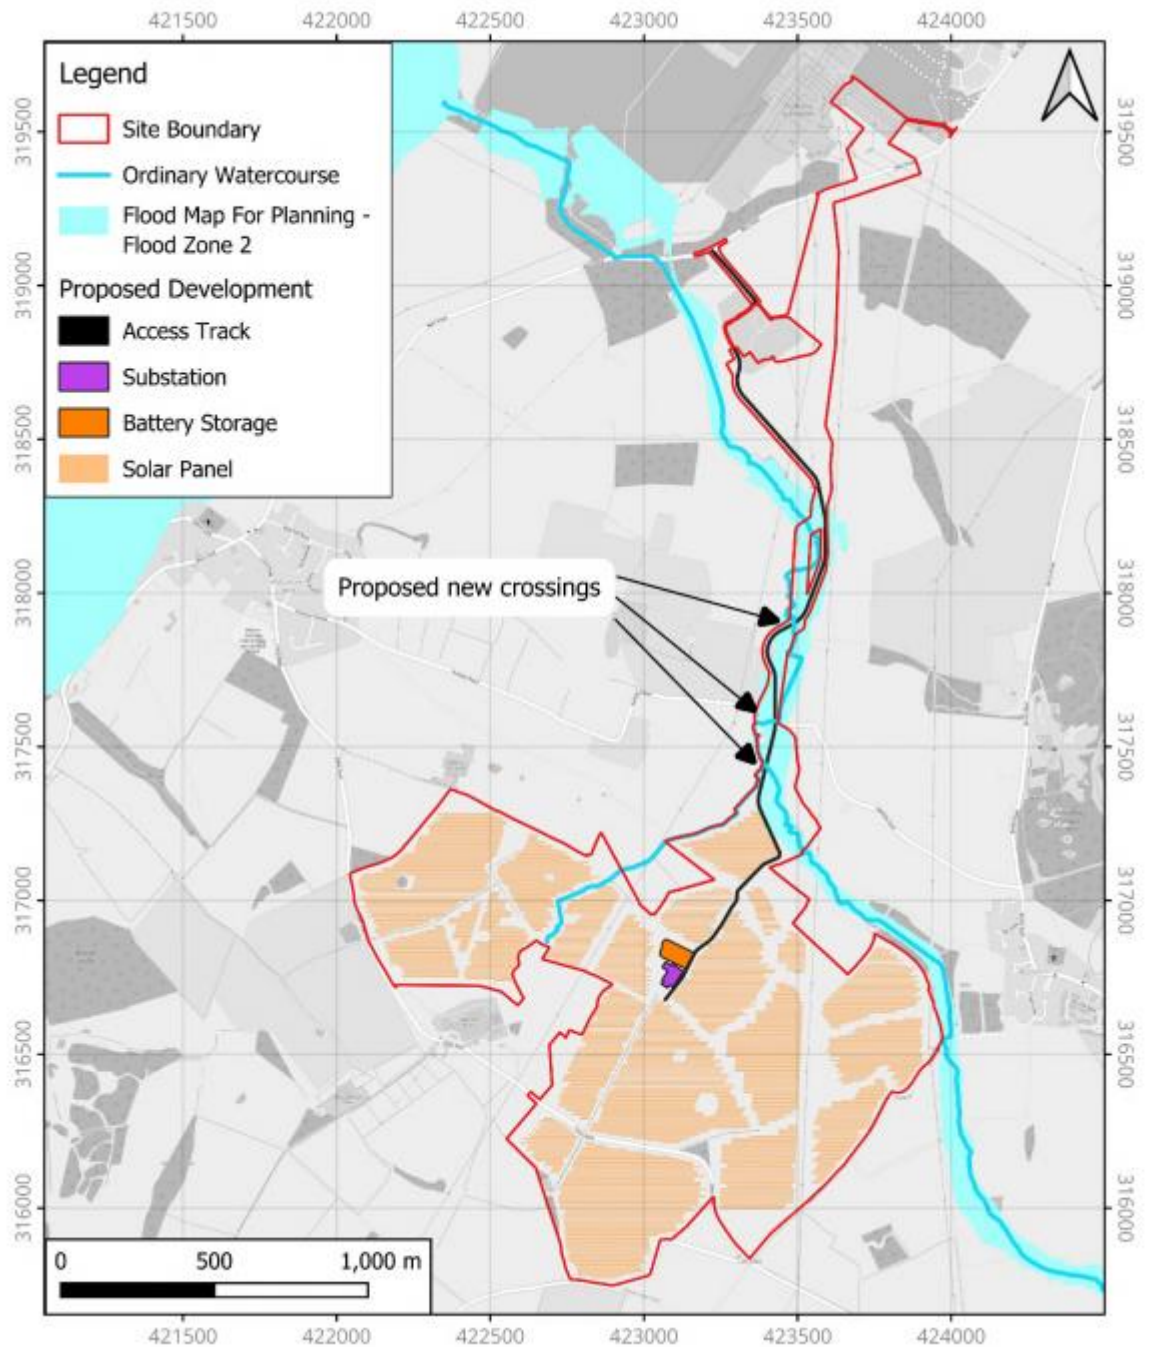 421500 422000 422500 423000 423500 424000
Legend
Site Boundary
Ordinary Watercourse
Flood Map For Planning -
Flood Zone 2
Proposed Development
Access Track
Substation
Battery Storage
Solar Panel
319500 319500
319000 319000
318500 318500
318000 318000
Proposed new crossings
317500 317500
317000 317000
316500 316500
316000 316000
0 500 1,000 m
421500 422000 422500 423000 423500 424000